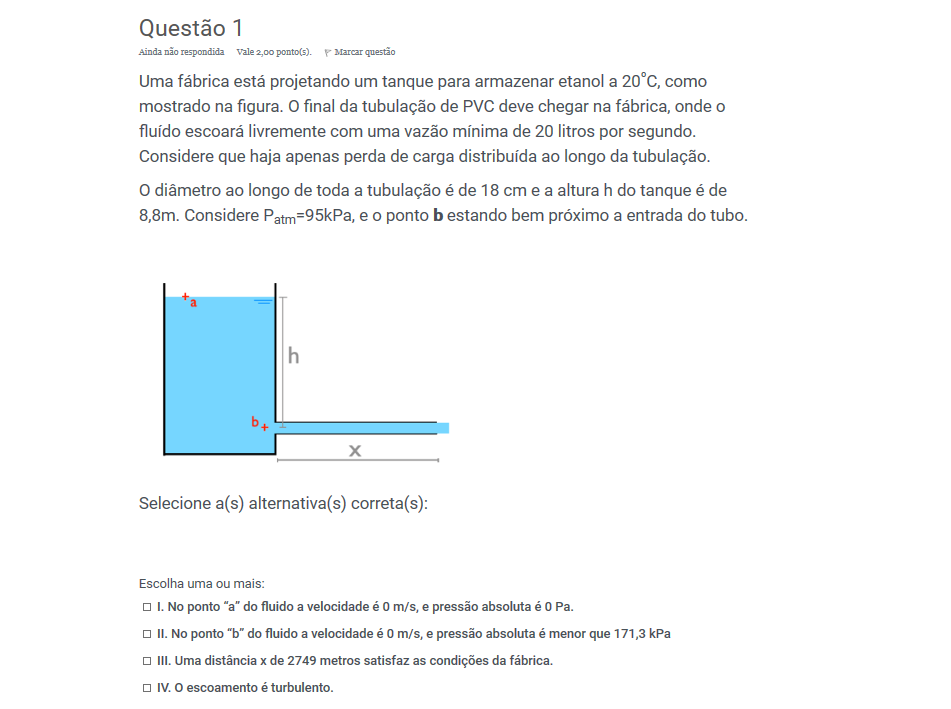 Questão 1
Ainda não respondida Vale 2,00 ponto(s). Marcar questão
Uma fábrica está projetando um tanque para armazenar etanol a 20°C, como
mostrado na figura. O final da tubulação de PVC deve chegar na fábrica, onde o
fluído escoará livremente com uma vazão mínima de 20 litros por segundo.
Considere que haja apenas perda de carga distribuída ao longo da tubulação.
O diâmetro ao longo de toda a tubulação é de 18 cm e a altura h do tanque é de
8,8m. Considere Patm=95kPa, e o ponto b estando bem próximo a entrada do tubo.
+a
h
b+
x
Selecione a(s) alternativa(s) correta(s):
Escolha uma ou mais:
I. No ponto “a” do fluido a velocidade é 0 m/s, e pressão absoluta é 0 Pa.
II. No ponto “b” do fluido a velocidade é 0 m/s, e pressão absoluta é menor que 171,3 kPa
III. Uma distância x de 2749 metros satisfaz as condições da fábrica.
IV. O escoamento é turbulento.